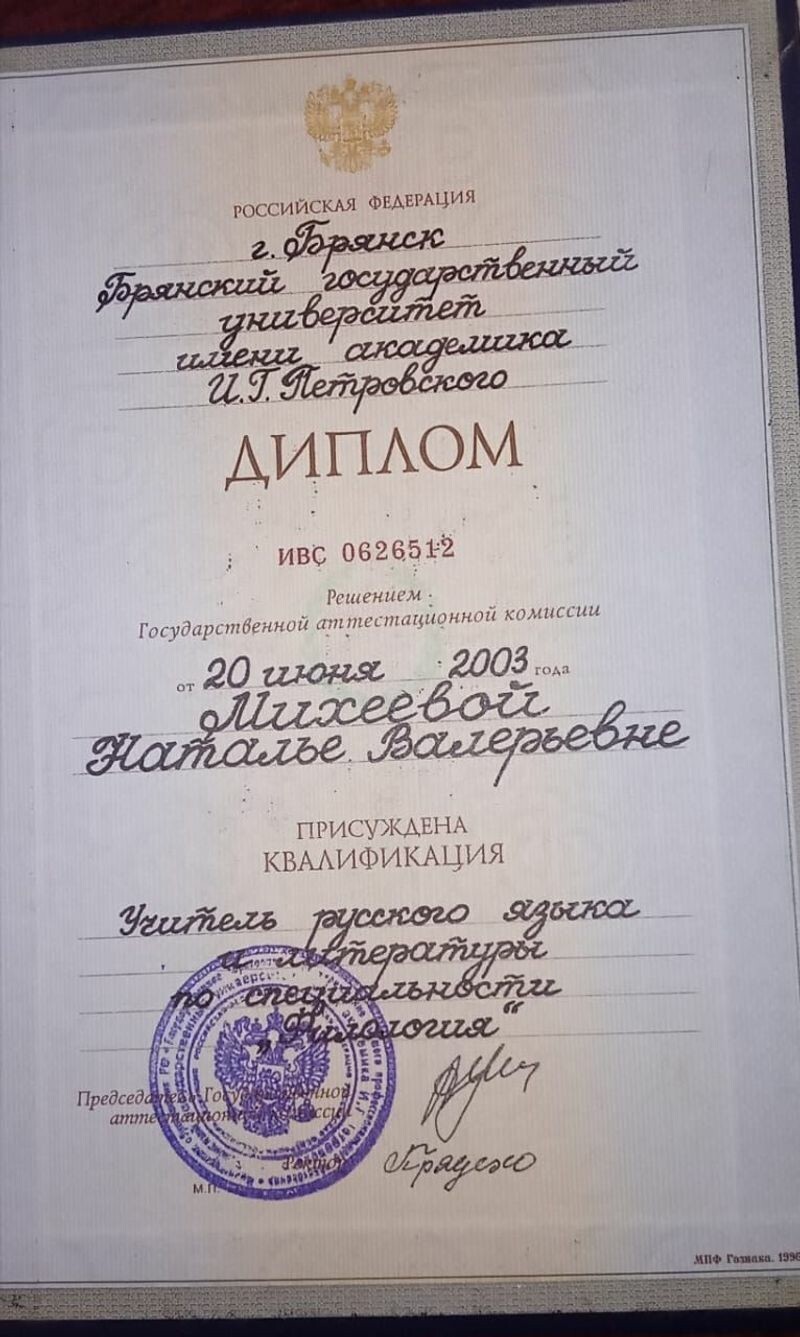 РОССИЙСКАЯ ФЕДЕРАЦИЯ
г. Брянск
Брянский государственный
университет
имени академика
И.Г. Петровского
ДИПЛОМ
ИВС 0626512
Решением
Государственной аттестационной комиссии
от 20 июня 2003 года
Михеевой
Наталье Валерьевне
ПРИСУЖДЕНА
КВАЛИФИКАЦИЯ
Учитель русского языка
и литературы
по специальности
„Филология“
Председатель Государственной
аттестационной комиссии
Ректор
М.П.
МПФ Гознака. 1996